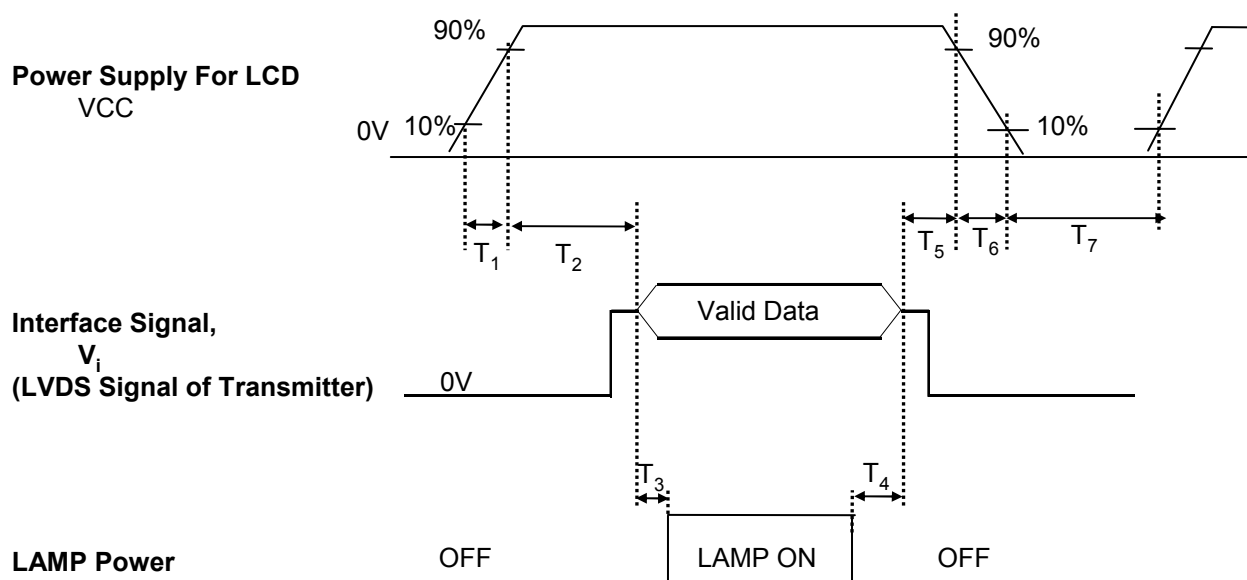 90%
90%
Power Supply For LCD
VCC
0V
10%
10%
T1
T2
T5
T6
T7
Interface Signal,
Vi
(LVDS Signal of Transmitter)
Valid Data
0V
T3
T4
LAMP Power
OFF
LAMP ON
OFF